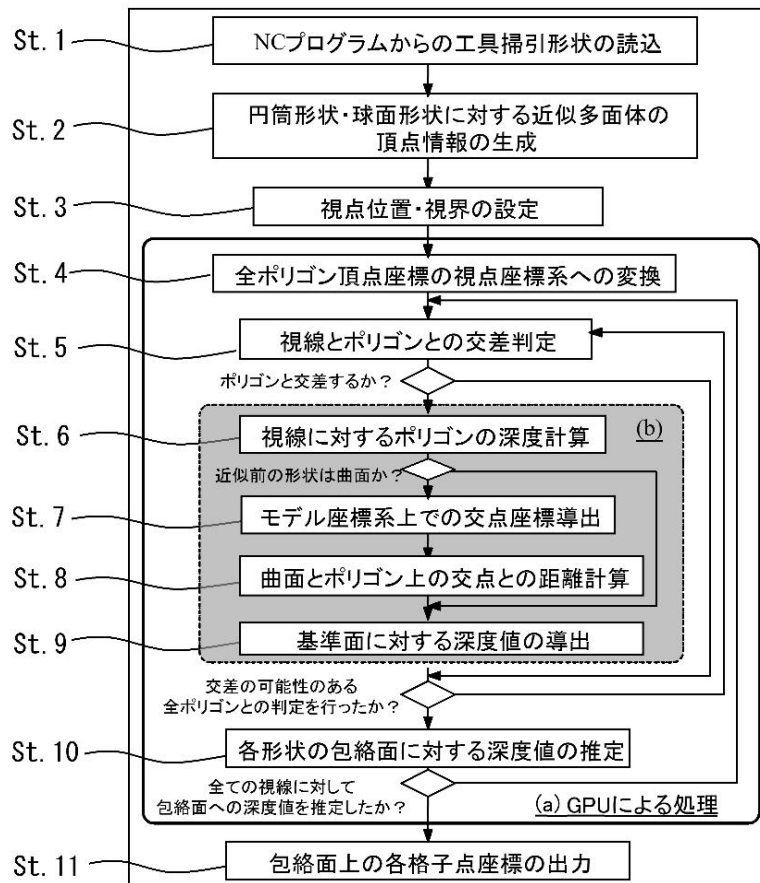 St. 1
NCプログラムからの工具掃引形状の読込
St. 2
円筒形状・球面形状に対する近似多面体の
頂点情報の生成
St. 3
視点位置・視界の設定
St. 4
全ポリゴン頂点座標の視点座標系への変換
St. 5
視線とポリゴンとの交差判定
ポリゴンと交差するか？
(b)
St. 6
視線に対するポリゴンの深度計算
近似前の形状は曲面か？
St. 7
モデル座標系上での交点座標導出
St. 8
曲面とポリゴン上の交点との距離計算
St. 9
基準面に対する深度値の導出
交差の可能性のある
全ポリゴンとの判定を行ったか？
St. 10
各形状の包絡面に対する深度値の推定
全ての視線に対して
包絡面への深度値を推定したか？
(a) GPUによる処理
St. 11
包絡面上の各格子点座標の出力